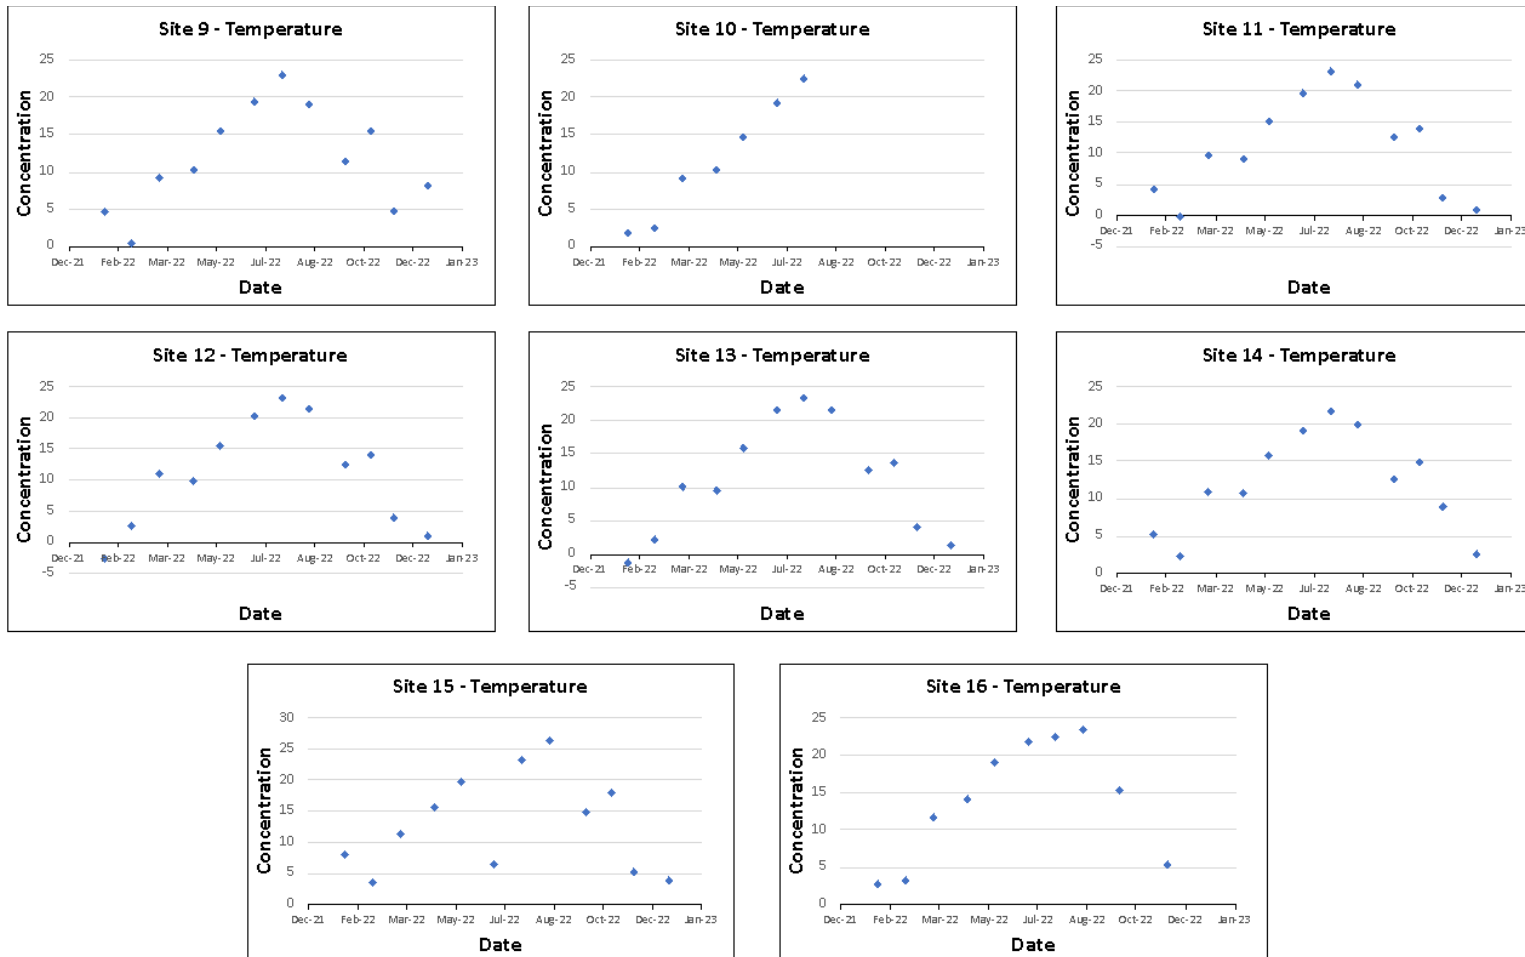 Site 9 - Temperature
25
20
15
10
5
0
Concentration
Dec-21 Feb-22 Mar-22 May-22 Jul-22 Aug-22 Oct-22 Dec-22 Jan-23
Date
Site 10 - Temperature
25
20
15
10
5
0
Concentration
Dec-21 Feb-22 Mar-22 May-22 Jul-22 Aug-22 Oct-22 Dec-22 Jan-23
Date
Site 11 - Temperature
25
20
15
10
5
0
-5
Concentration
Dec-21 Feb-22 Mar-22 May-22 Jul-22 Aug-22 Oct-22 Dec-22 Jan-23
Date
Site 12 - Temperature
25
20
15
10
5
0
-5
Concentration
Dec-21 Feb-22 Mar-22 May-22 Jul-22 Aug-22 Oct-22 Dec-22 Jan-23
Date
Site 13 - Temperature
25
20
15
10
5
0
-5
Concentration
Dec-21 Feb-22 Mar-22 May-22 Jul-22 Aug-22 Oct-22 Dec-22 Jan-23
Date
Site 14 - Temperature
25
20
15
10
5
0
Concentration
Dec-21 Feb-22 Mar-22 May-22 Jul-22 Aug-22 Oct-22 Dec-22 Jan-23
Date
Site 15 - Temperature
30
25
20
15
10
5
0
Concentration
Dec-21 Feb-22 Mar-22 May-22 Jul-22 Aug-22 Oct-22 Dec-22 Jan-23
Date
Site 16 - Temperature
25
20
15
10
5
0
Concentration
Dec-21 Feb-22 Mar-22 May-22 Jul-22 Aug-22 Oct-22 Dec-22 Jan-23
Date